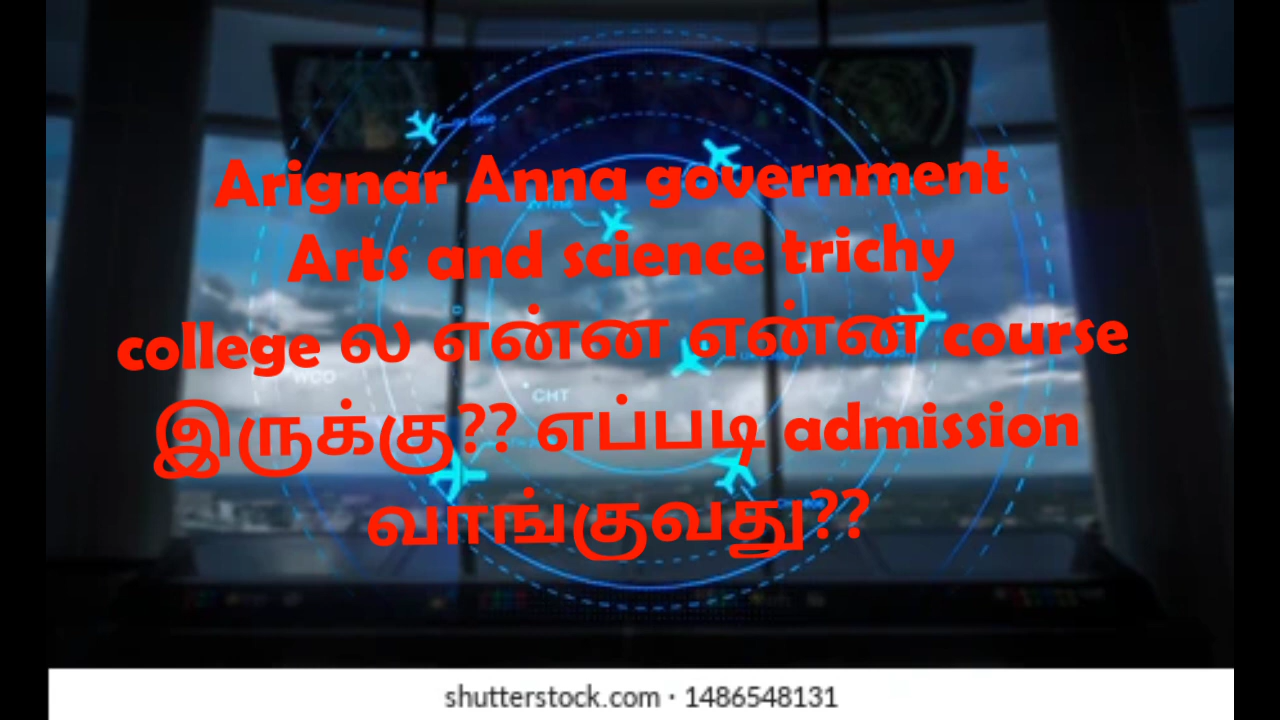 Arignar Anna government
Arts and science trichy
college ல என்ன என்ன course
இருக்கு?? எப்படி admission
வாங்குவது??
CHT
shutterstock.com · 1486548131